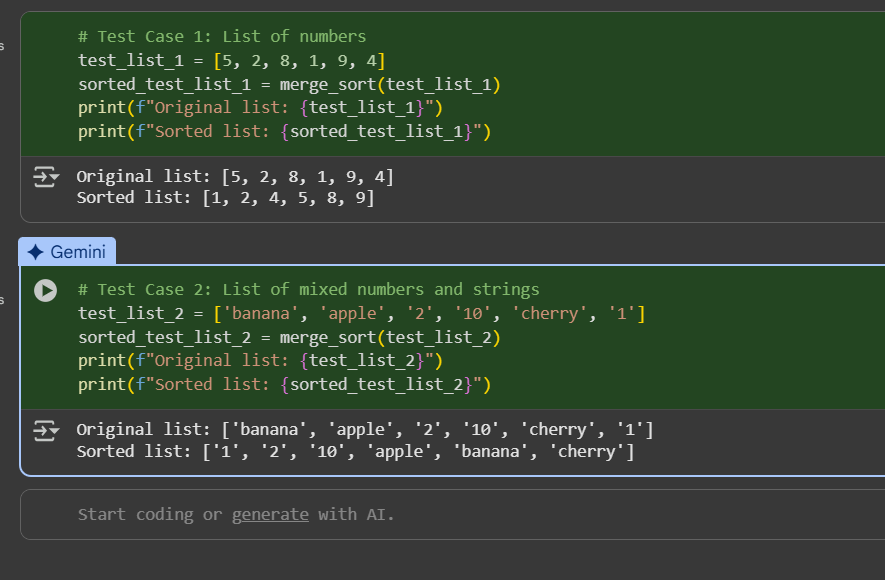 # Test Case 1: List of numbers
test_list_1 = [5, 2, 8, 1, 9, 4]
sorted_test_list_1 = merge_sort(test_list_1)
print(f"Original list: {test_list_1}")
print(f"Sorted list: {sorted_test_list_1}")
Original list: [5, 2, 8, 1, 9, 4]
Sorted list: [1, 2, 4, 5, 8, 9]
Gemini
# Test Case 2: List of mixed numbers and strings
test_list_2 = ['banana', 'apple', '2', '10', 'cherry', '1']
sorted_test_list_2 = merge_sort(test_list_2)
print(f"Original list: {test_list_2}")
print(f"Sorted list: {sorted_test_list_2}")
Original list: ['banana', 'apple', '2', '10', 'cherry', '1']
Sorted list: ['1', '2', '10', 'apple', 'banana', 'cherry']
Start coding or generate with AI.